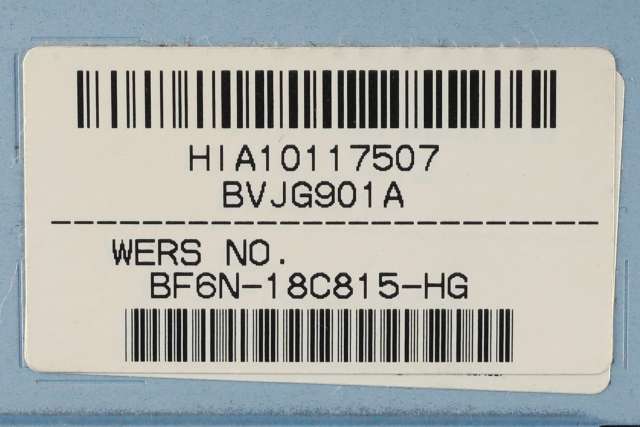 HIA10117507
BVJG901A
WERS NO.
BF6N-18C815-HG